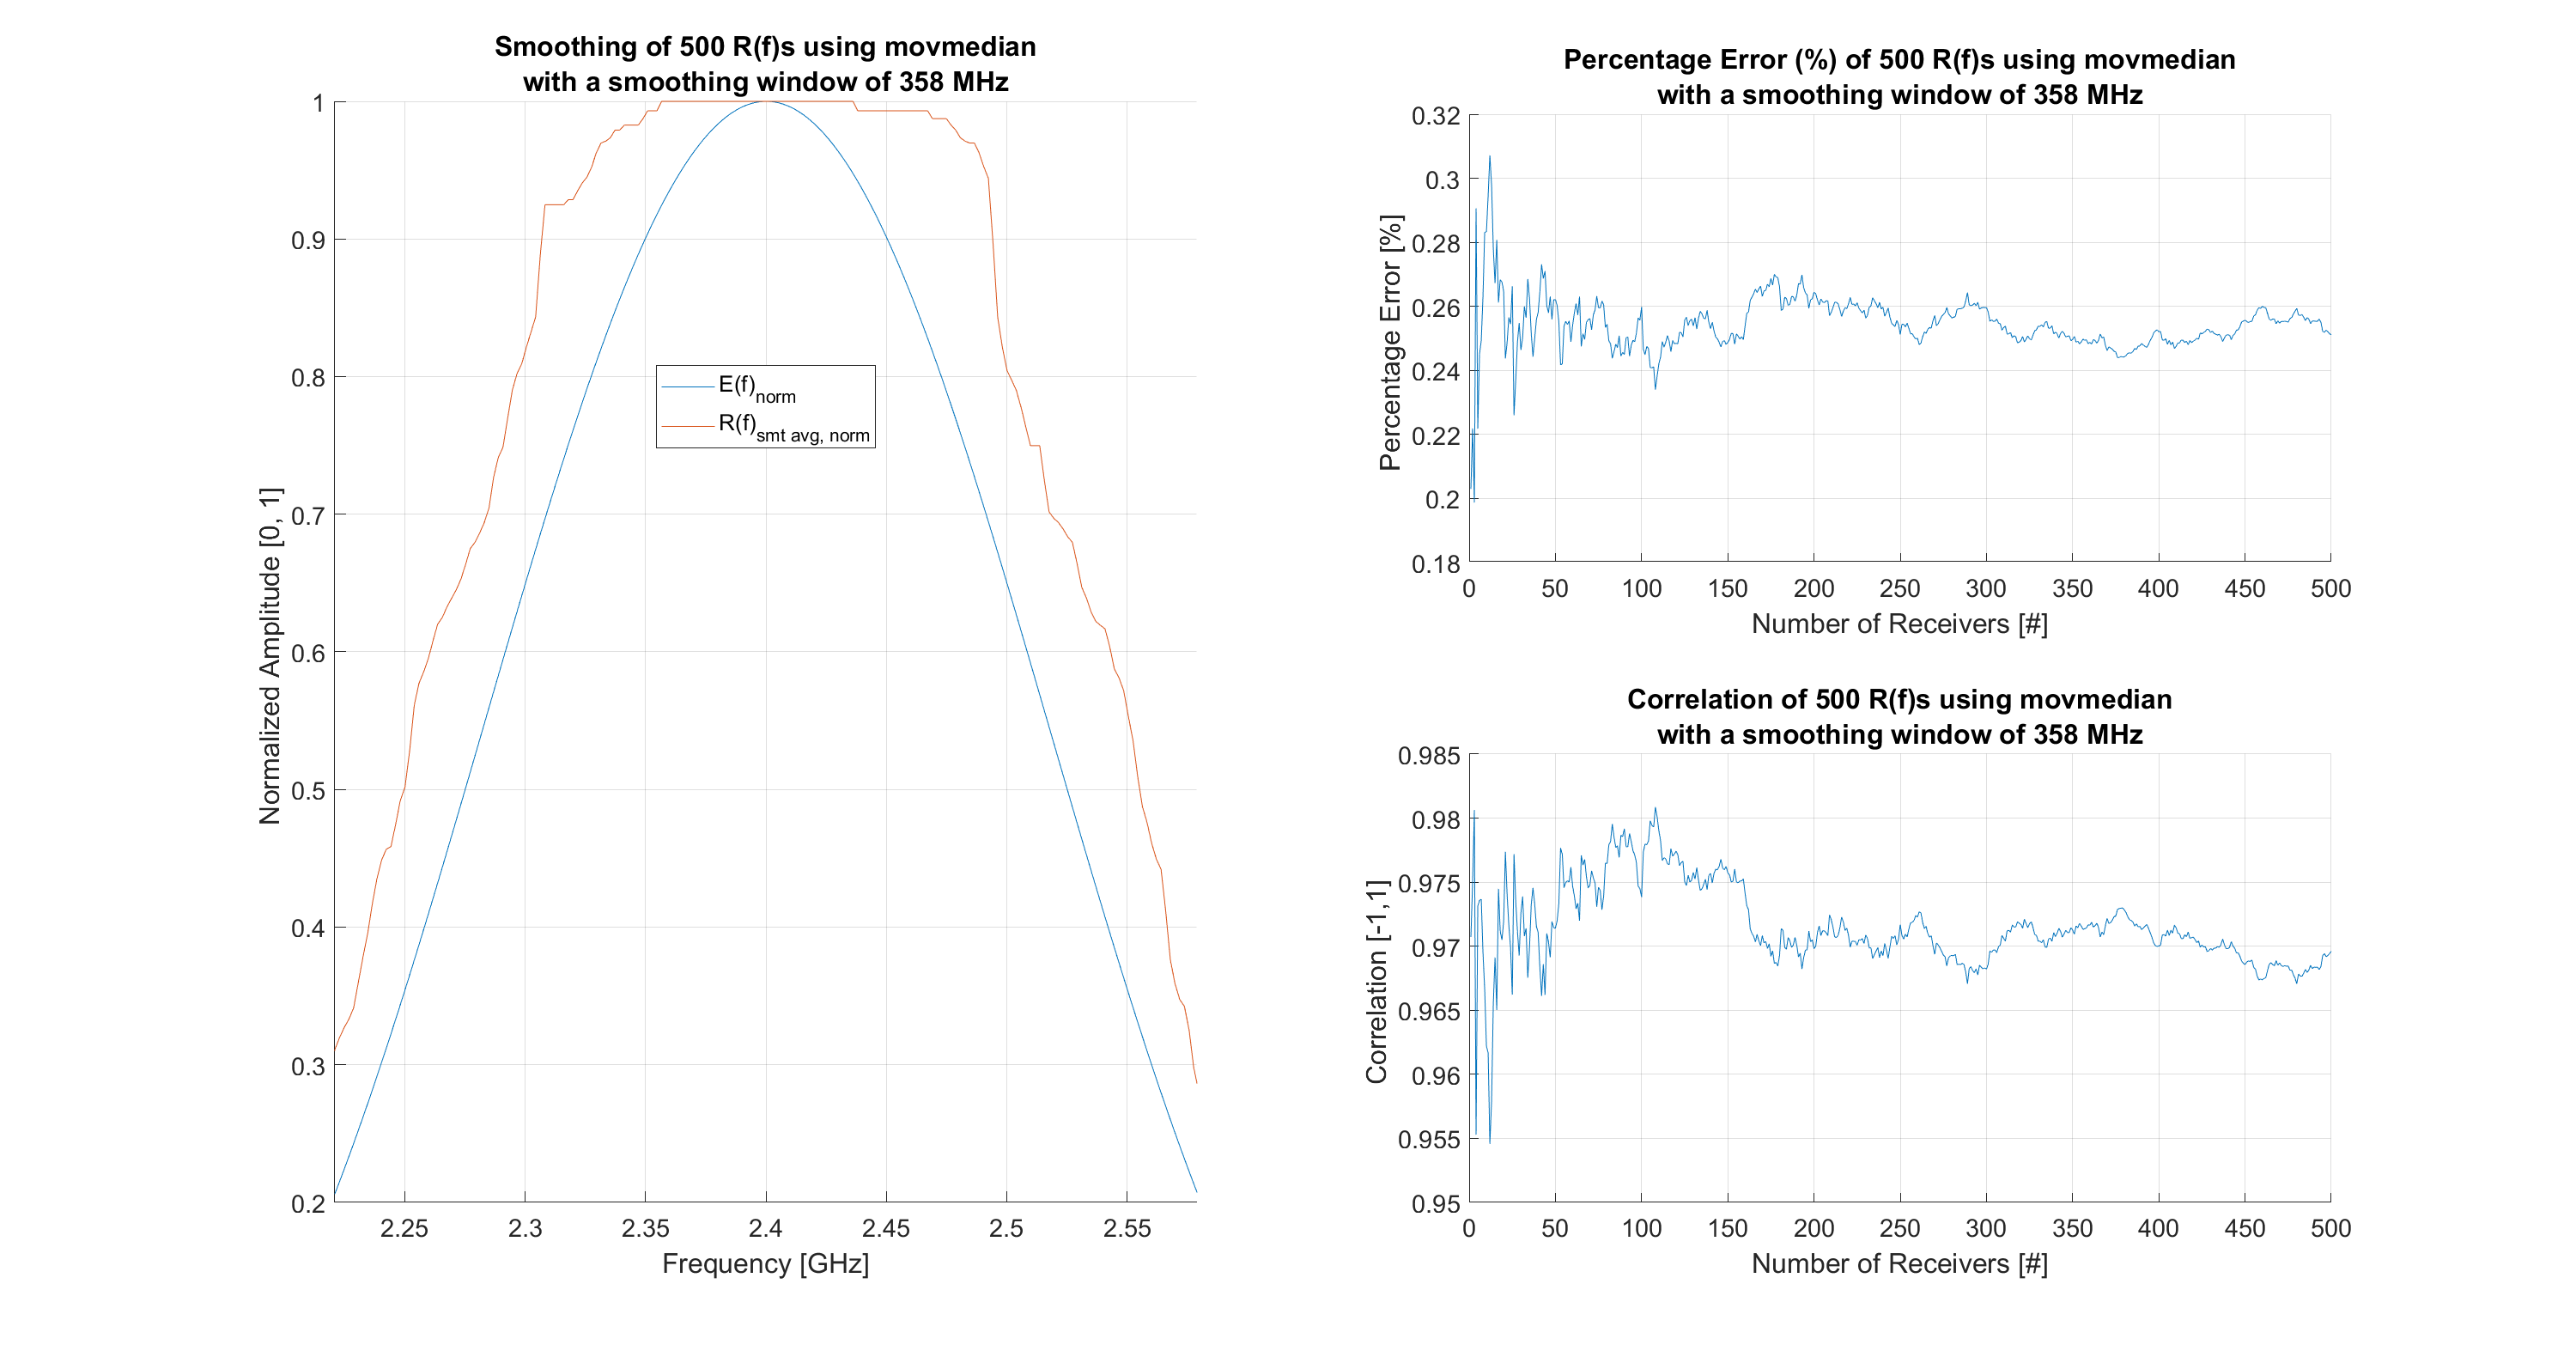 Smoothing of 500 R(f)s using movmedian
with a smoothing window of 358 MHz
1
0.9
0.8
0.7
0.6
0.5
0.4
0.3
0.2
Normalized Amplitude [0, 1]
E(f)norm
R(f)smt avg, norm
2.25 2.3 2.35 2.4 2.45 2.5 2.55
Frequency [GHz]
Percentage Error (%) of 500 R(f)s using movmedian
with a smoothing window of 358 MHz
0.32
0.3
0.28
0.26
0.24
0.22
0.2
0.18
Percentage Error [%]
0 50 100 150 200 250 300 350 400 450 500
Number of Receivers [#]
Correlation of 500 R(f)s using movmedian
with a smoothing window of 358 MHz
0.985
0.98
0.975
0.97
0.965
0.96
0.955
0.95
Correlation [-1,1]
0 50 100 150 200 250 300 350 400 450 500
Number of Receivers [#]